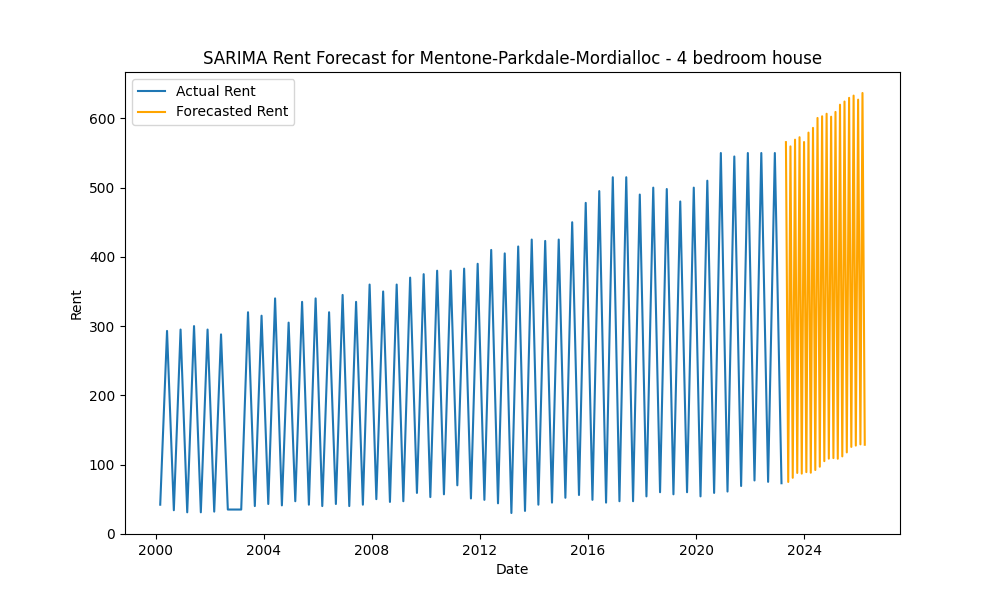 SARIMA Rent Forecast for Mentone-Parkdale-Mordialloc - 4 bedroom house
Actual Rent
Forecasted Rent
600
500
400
300
200
100
0
Rent
2000 2004 2008 2012 2016 2020 2024
Date